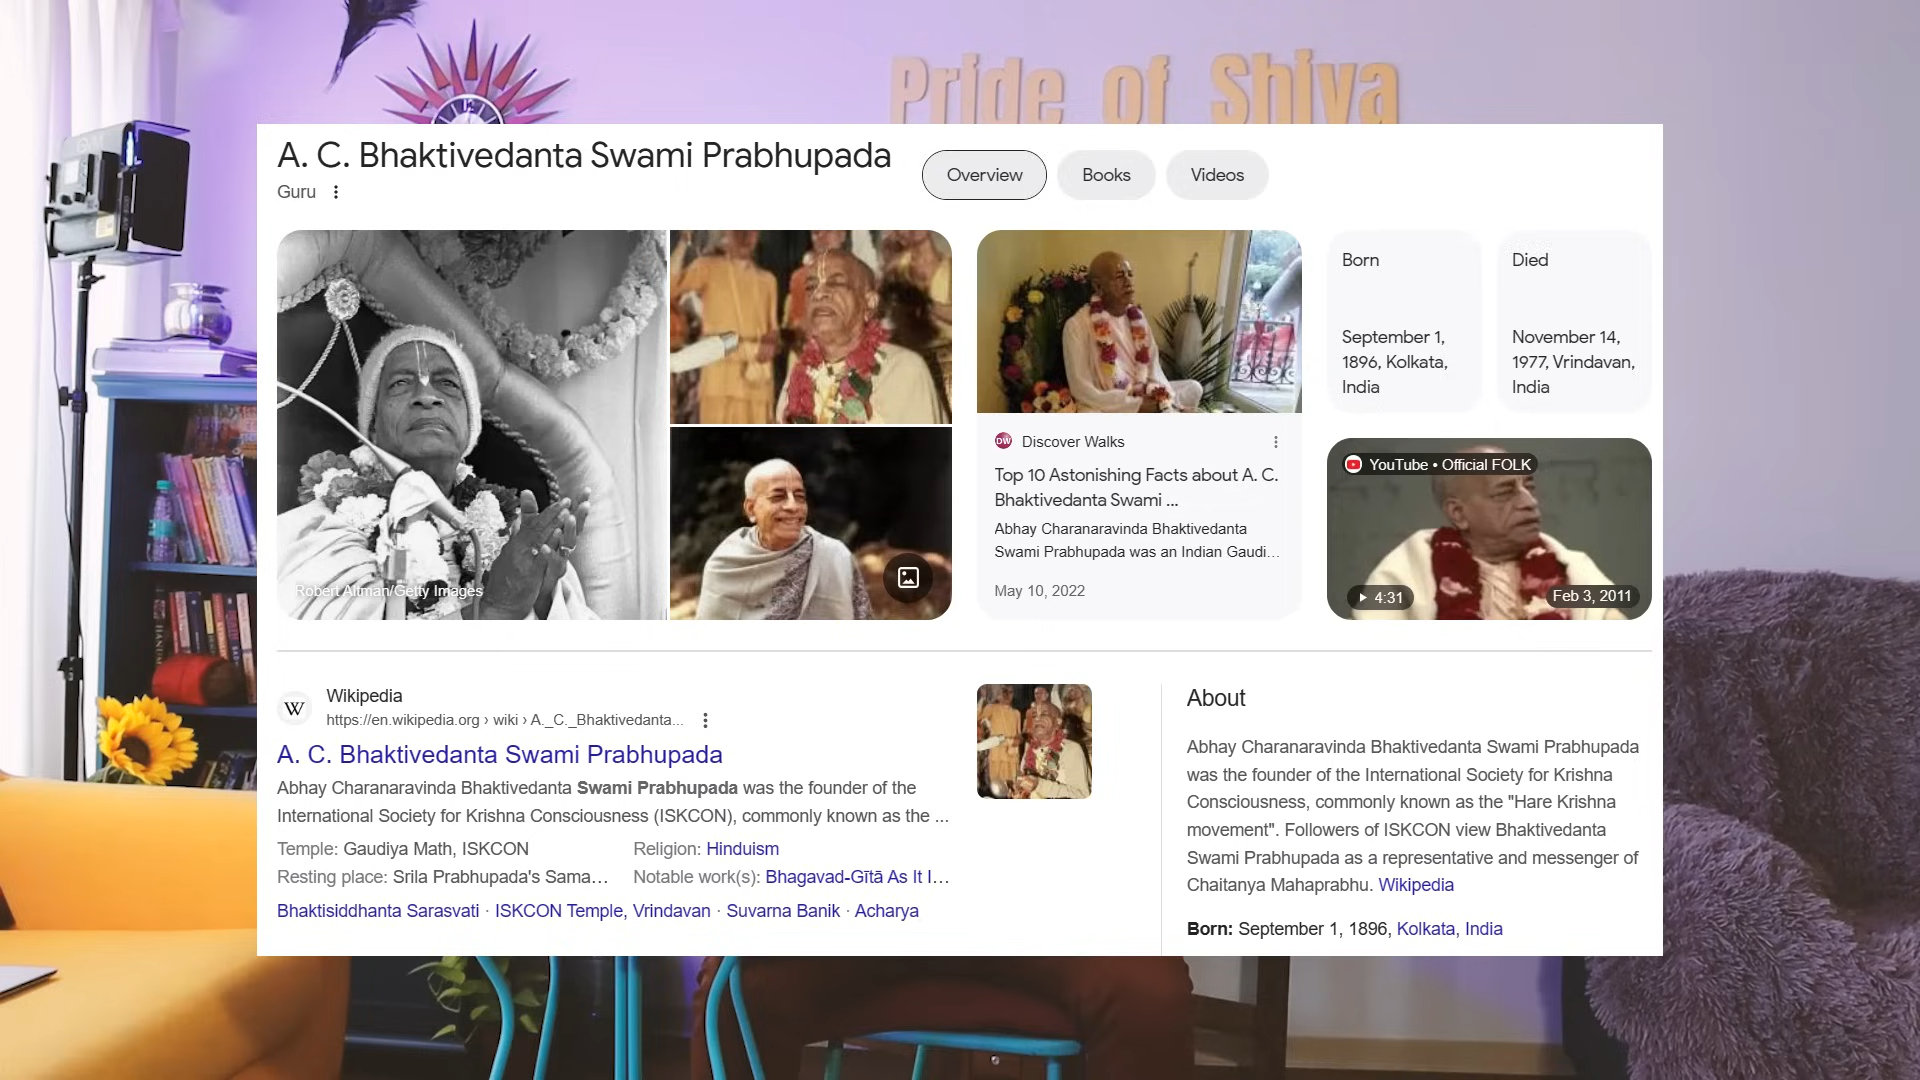 Pride of Shiva
A. C. Bhaktivedanta Swami Prabhupada
Guru
Overview
Books
Videos
Robert Altman/Getty Images
Discover Walks
Top 10 Astonishing Facts about A. C.
Bhaktivedanta Swami ...
Abhay Charanaravinda Bhaktivedanta
Swami Prabhupada was an Indian Gaudi...
May 10, 2022
Born
September 1,
1896, Kolkata,
India
Died
November 14,
1977, Vrindavan,
India
YouTube • Official FOLK
4:31
Feb 3, 2011
W
Wikipedia
https://en.wikipedia.org › wiki › A._C._Bhaktivedanta...
A. C. Bhaktivedanta Swami Prabhupada
Abhay Charanaravinda Bhaktivedanta Swami Prabhupada was the founder of the
International Society for Krishna Consciousness (ISKCON), commonly known as the ...
Temple: Gaudiya Math, ISKCON
Religion: Hinduism
Resting place: Srila Prabhupada's Sama...
Notable work(s): Bhagavad-Gītā As It I...
Bhaktisiddhanta Sarasvati · ISKCON Temple, Vrindavan · Suvarna Banik · Acharya
About
Abhay Charanaravinda Bhaktivedanta Swami Prabhupada
was the founder of the International Society for Krishna
Consciousness, commonly known as the "Hare Krishna
movement". Followers of ISKCON view Bhaktivedanta
Swami Prabhupada as a representative and messenger of
Chaitanya Mahaprabhu. Wikipedia
Born: September 1, 1896, Kolkata, India